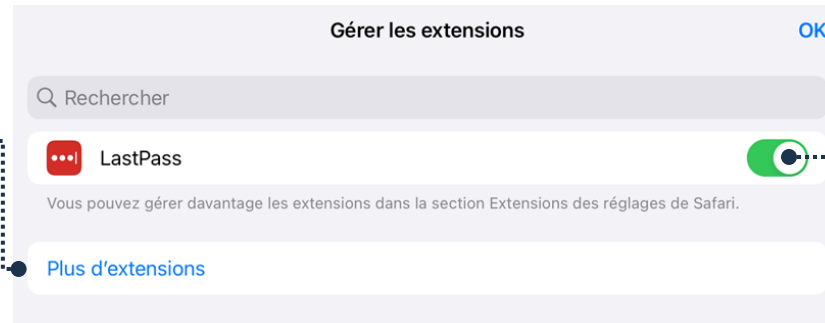 Gérer les extensions
OK
Rechercher
LastPass
Vous pouvez gérer davantage les extensions dans la section Extensions des réglages de Safari.
Plus d’extensions